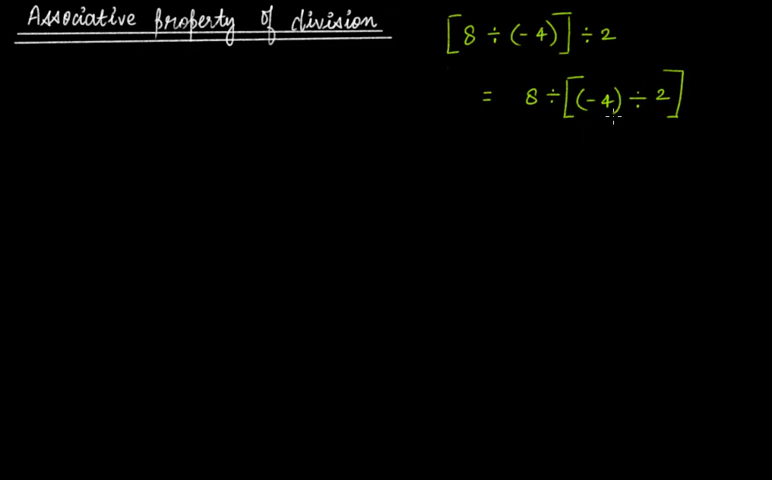 Associative property of division
[8 ÷ (-4)] ÷ 2
= 8 ÷ [(-4) ÷ 2]